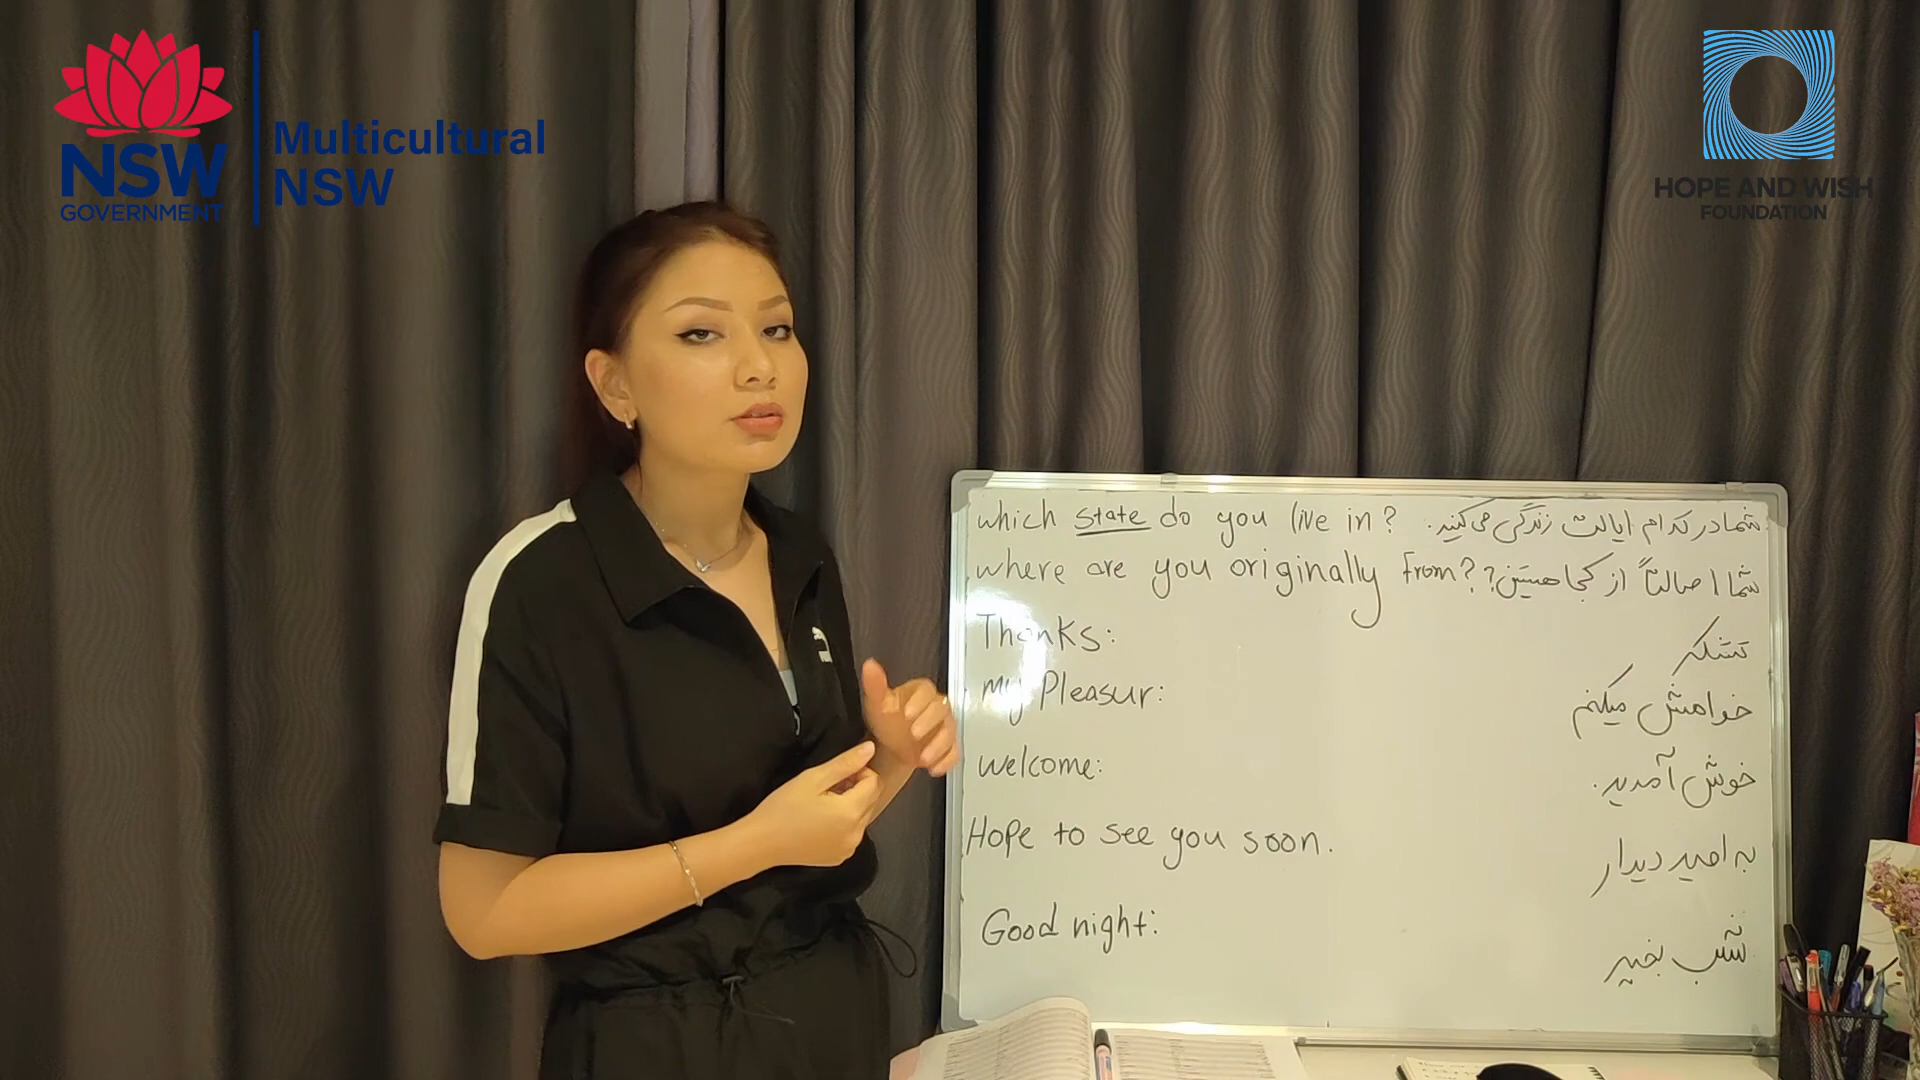 NSW
GOVERNMENT
Multicultural
NSW
HOPE AND WISH
FOUNDATION
which state do you live in? شما در کدام ایالت زندگی می کنید.
where are you originally from? شما اصالتاً از کجا هستین؟
Thanks: تشکر
my Pleasur: خواهش میکنم
welcome: خوش آمدید.
Hope to see you soon. به امید دیدار
Good night: شب بخیر